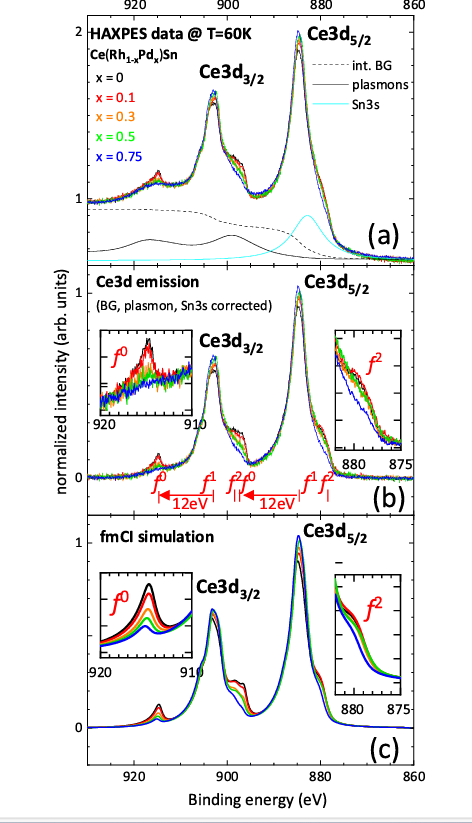 920 900 880 860
HAXPES data @ T=60K
Ce(Rh1-xPdx)Sn
x = 0
x = 0.1
x = 0.3
x = 0.5
x = 0.75
Ce3d5/2
Ce3d3/2
int. BG
plasmons
Sn3s
2
1
(a)
Ce3d emission
(BG, plasmon, Sn3s corrected)
Ce3d5/2
Ce3d3/2
f0
920 910
f2
880 875
1
0
f0 f1 f2 f0 f1 f2
12eV 12eV
(b)
normalized intensity (arb. units)
fmCI simulation
Ce3d5/2
Ce3d3/2
f0
920 910
f2
880 875
1
0
(c)
920 900 880 860
Binding energy (eV)